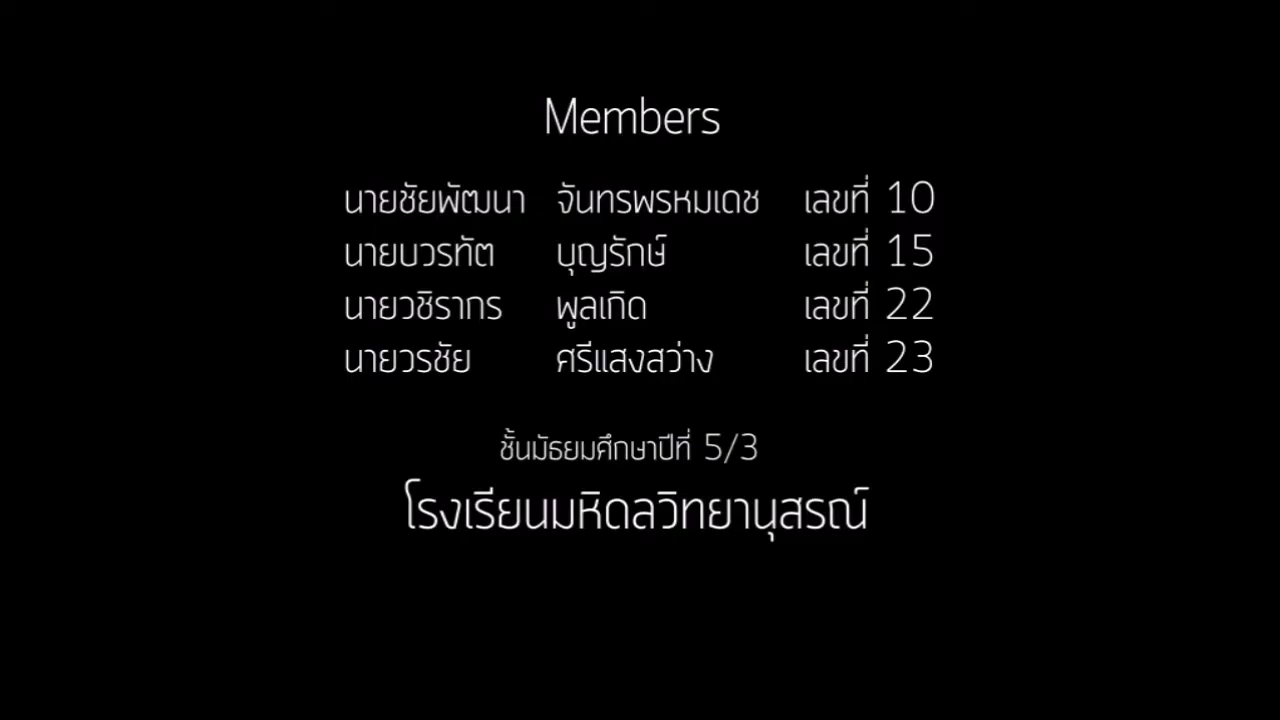 Members
นายชัยพัฒนา จันทรพรหมเดช เลขที่ 10
นายบวรทัต บุญรักษ์ เลขที่ 15
นายวชิรากร พูลเกิด เลขที่ 22
นายวรชัย ศรีแสงสว่าง เลขที่ 23
ชั้นมัธยมศึกษาปีที่ 5/3
โรงเรียนมหิดลวิทยานุสรณ์